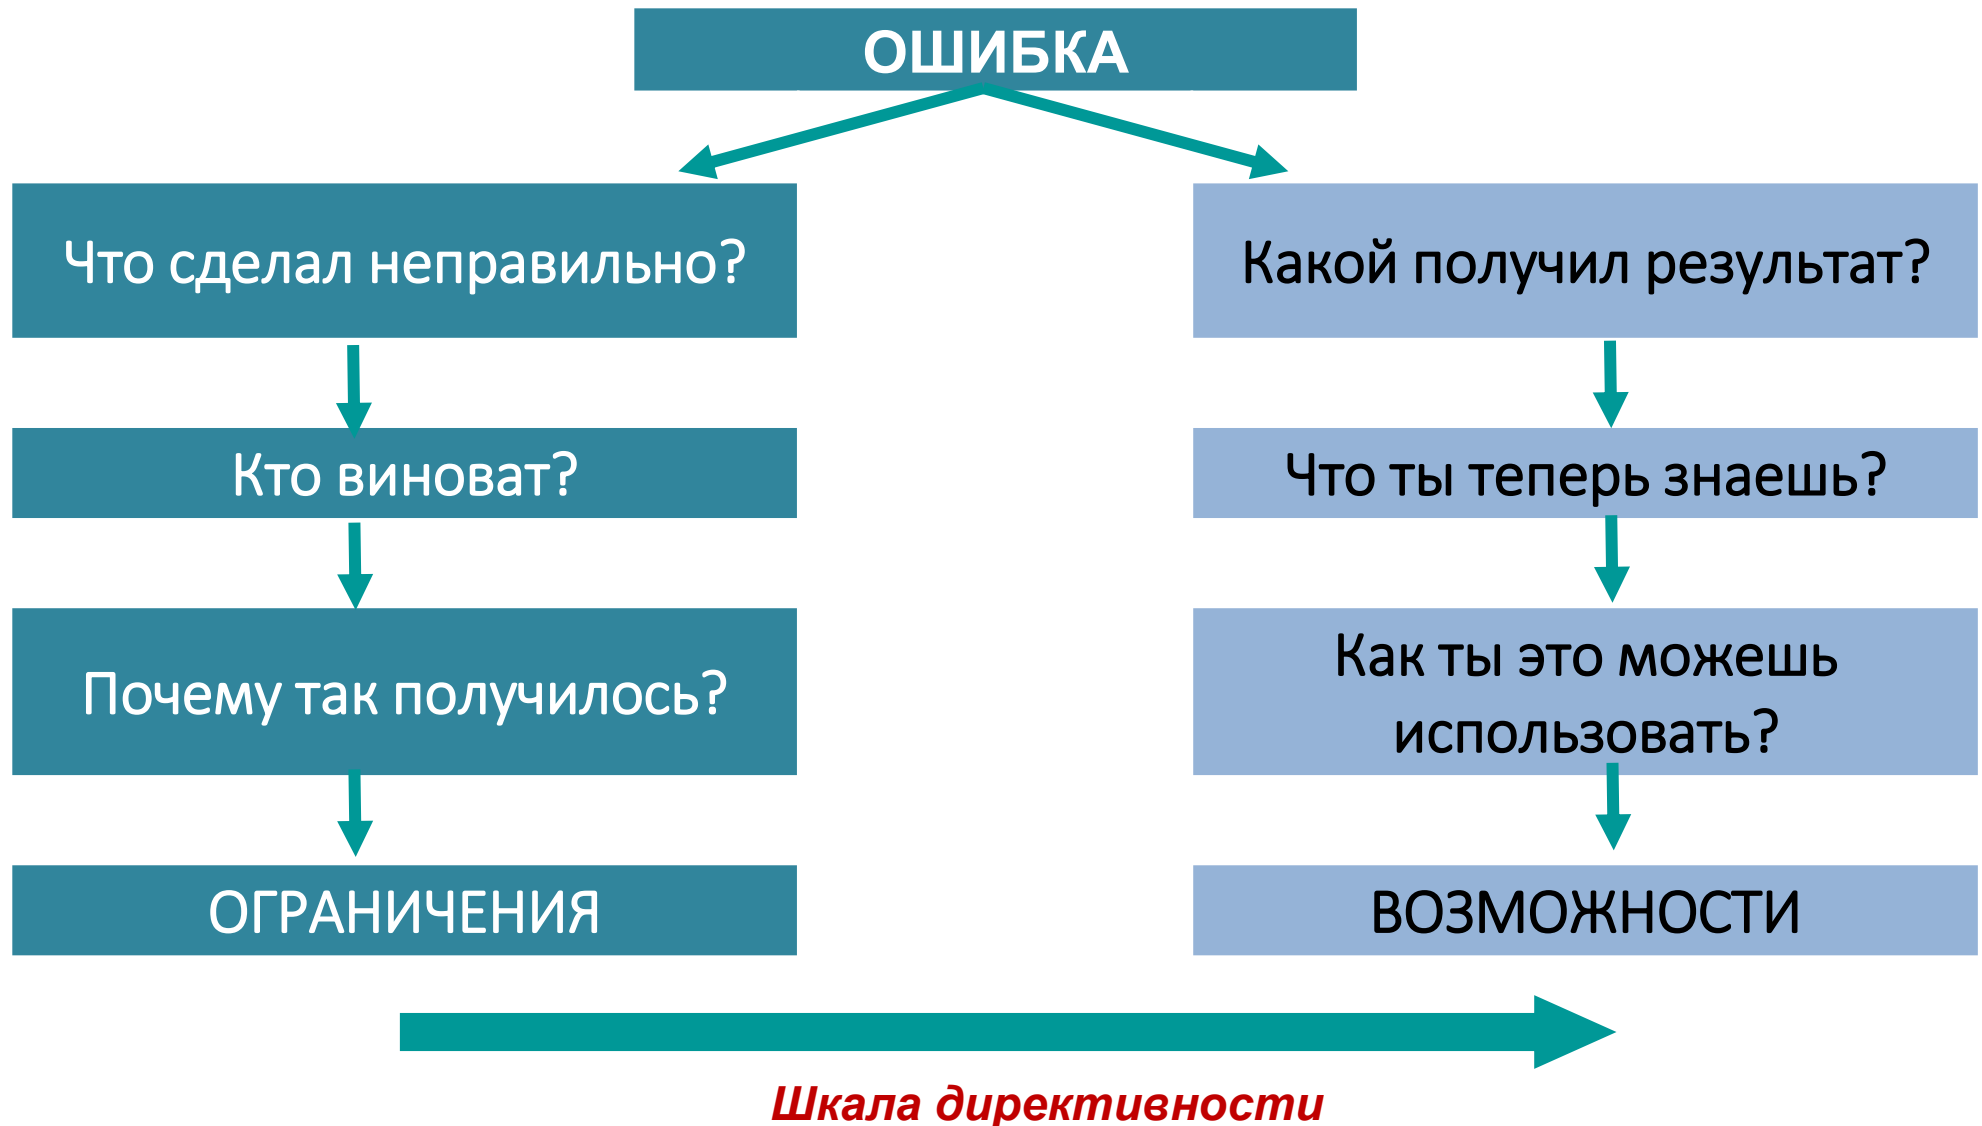 ОШИБКА
Что сделал неправильно?
Кто виноват?
Почему так получилось?
ОГРАНИЧЕНИЯ
Какой получил результат?
Что ты теперь знаешь?
Как ты это можешь
использовать?
ВОЗМОЖНОСТИ
Шкала директивности